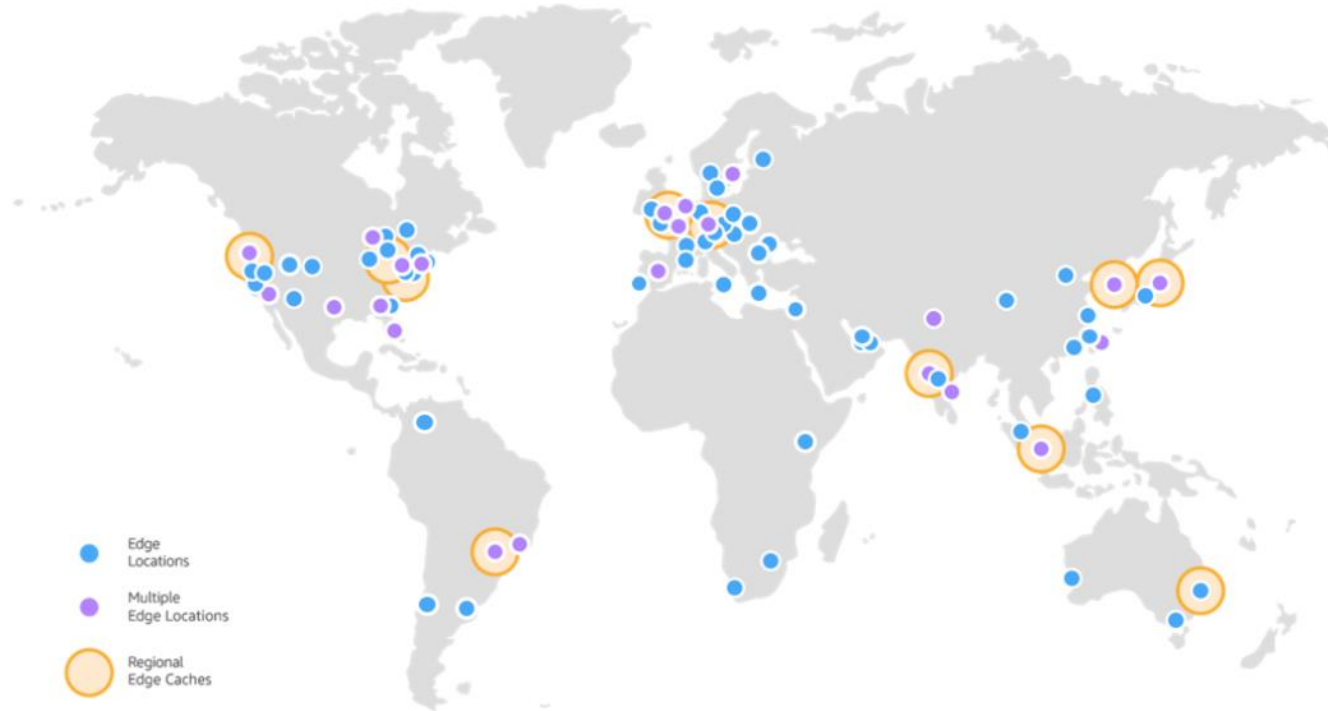 Edge
Locations
Multiple
Edge Locations
Regional
Edge Caches